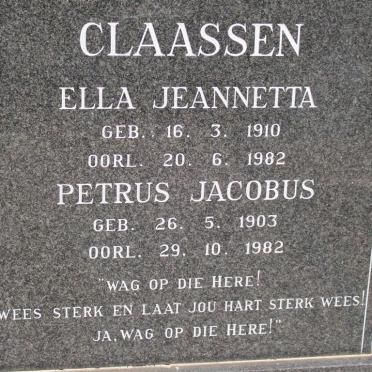 CLAASSEN
ELLA JEANNETTA
GEB. 16. 3. 1910
OORL. 20. 6. 1982
PETRUS JACOBUS
GEB. 26. 5. 1903
OORL. 29. 10. 1982
"WAG OP DIE HERE!
WEES STERK EN LAAT JOU HART STERK WEES!
JA, WAG OP DIE HERE!"